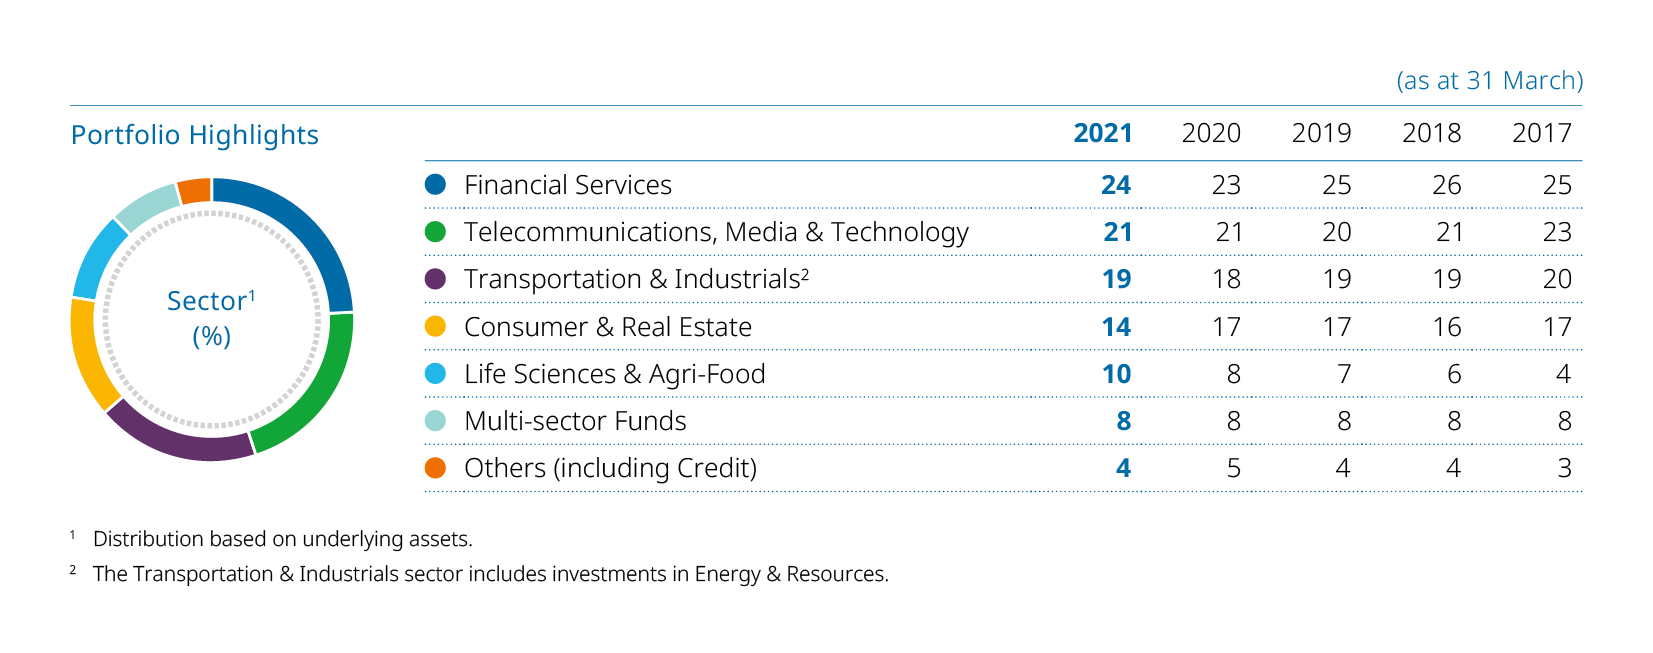 (as at 31 March)
Portfolio Highlights
2021 2020 2019 2018 2017
Sector¹
(%)
Financial Services 24 23 25 26 25
Telecommunications, Media & Technology 21 21 20 21 23
Transportation & Industrials² 19 18 19 19 20
Consumer & Real Estate 14 17 17 16 17
Life Sciences & Agri-Food 10 8 7 6 4
Multi-sector Funds 8 8 8 8 8
Others (including Credit) 4 5 4 4 3
¹ Distribution based on underlying assets.
² The Transportation & Industrials sector includes investments in Energy & Resources.